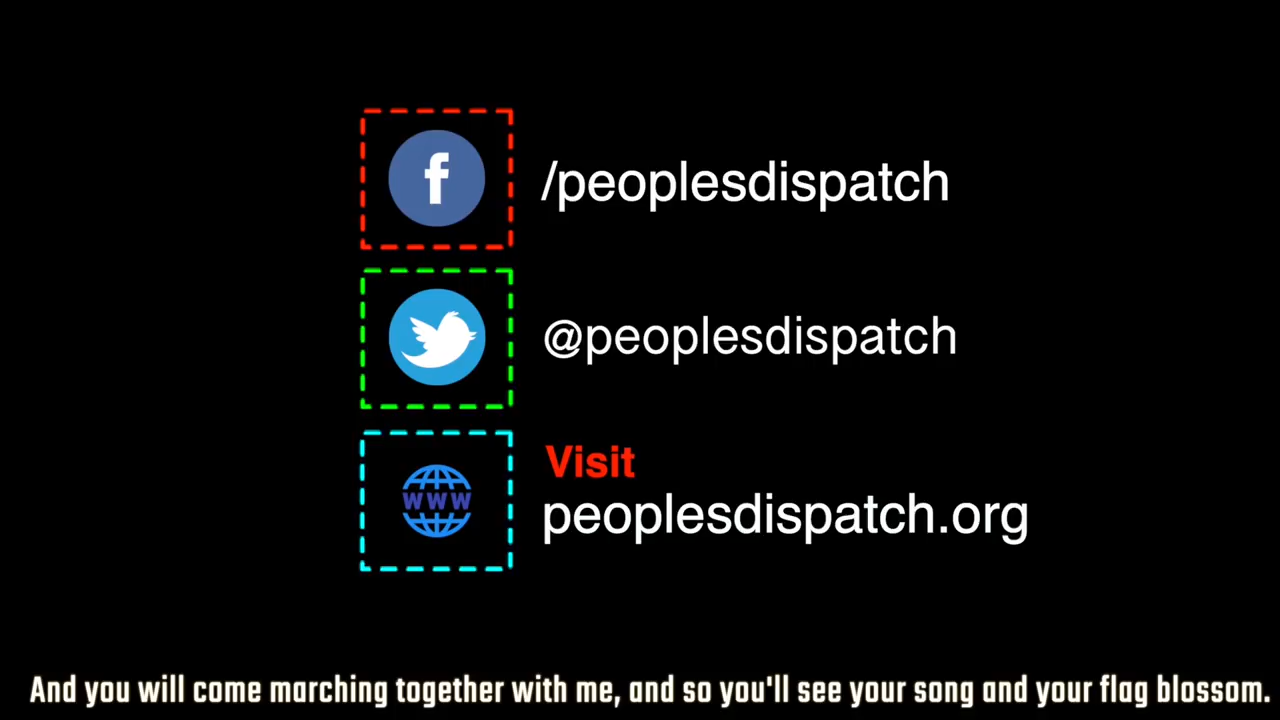 f
/peoplesdispatch
@peoplesdispatch
Visit
WWW
peoplesdispatch.org
And you will come marching together with me, and so you'll see your song and your flag blossom.